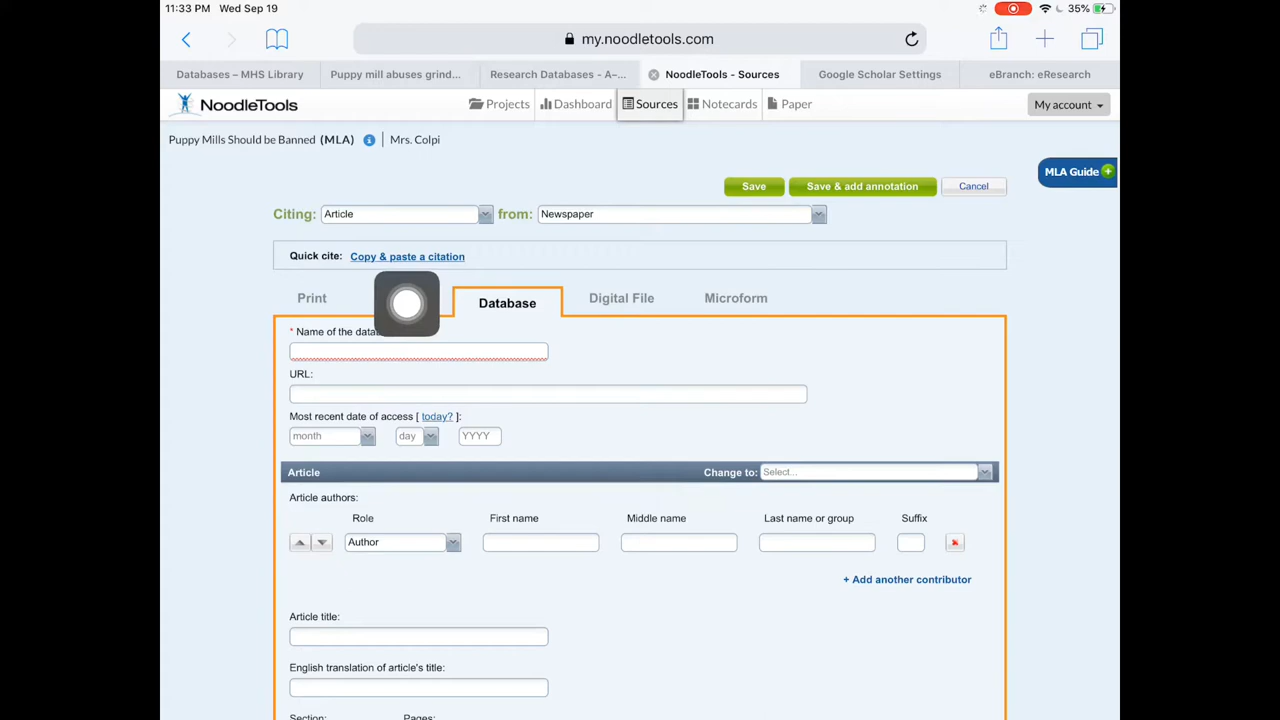 11:33 PM Wed Sep 19
35%
my.noodletools.com
Databases – MHS Library
Puppy mill abuses grind...
Research Databases - A–...
NoodleTools - Sources
Google Scholar Settings
eBranch: eResearch
NoodleTools
Projects
Dashboard
Sources
Notecards
Paper
My account
Puppy Mills Should be Banned (MLA) | Mrs. Colpi
MLA Guide
Save
Save & add annotation
Cancel
Citing: Article from: Newspaper
Quick cite: Copy & paste a citation
Print
Database
Digital File
Microform
* Name of the
URL:
Most recent date of access [ today? ]:
month
day
YYYY
Article
Change to: Select...
Article authors:
Role
First name
Middle name
Last name or group
Suffix
Author
+ Add another contributor
Article title:
English translation of article's title:
Section:
Pages: